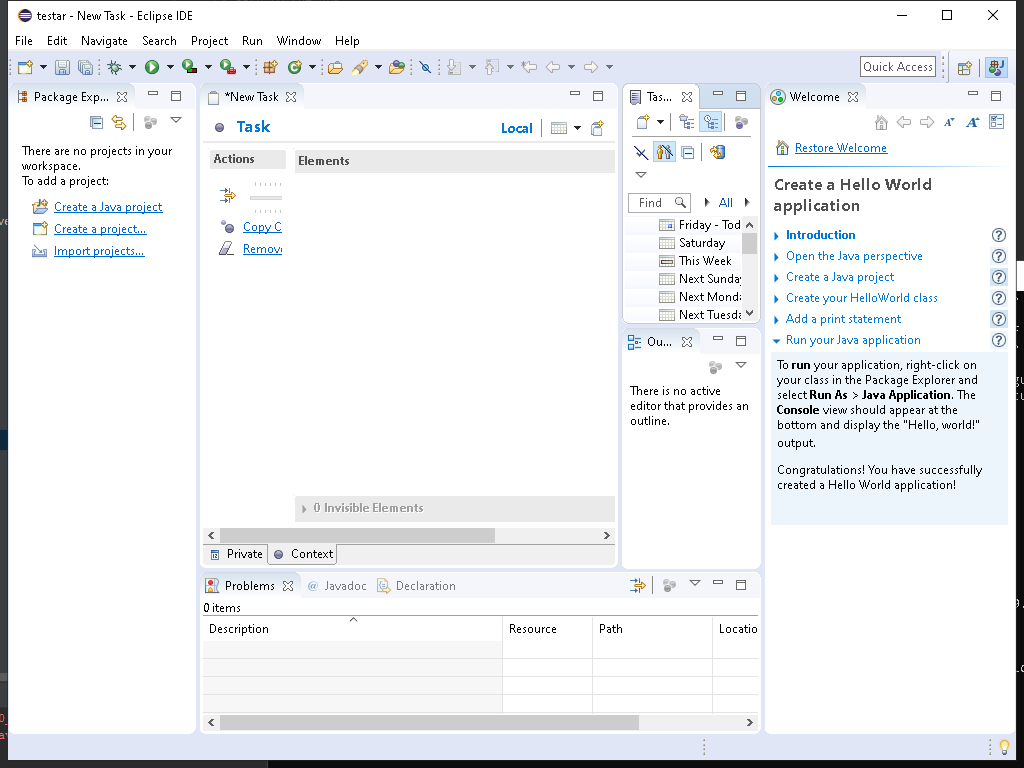 testar - New Task - Eclipse IDE
File Edit Navigate Search Project Run Window Help
Quick Access
Package Exp...
There are no projects in your
workspace.
To add a project:
Create a Java project
Create a project...
Import projects...
*New Task
Task
Local
Actions
Elements
Copy C
Remove
0 Invisible Elements
Private
Context
Tas...
Find
All
Friday - Tod
Saturday
This Week
Next Sunday
Next Monda
Next Tuesda
Ou...
There is no active
editor that provides an
outline.
Welcome
Restore Welcome
Create a Hello World
application
Introduction
Open the Java perspective
Create a Java project
Create your HelloWorld class
Add a print statement
Run your Java application
To run your application, right-click on
your class in the Package Explorer and
select Run As > Java Application. The
Console view should appear at the
bottom and display the "Hello, world!"
output.
Congratulations! You have successfully
created a Hello World application!
Problems
@ Javadoc
Declaration
0 items
Description
Resource
Path
Locatio